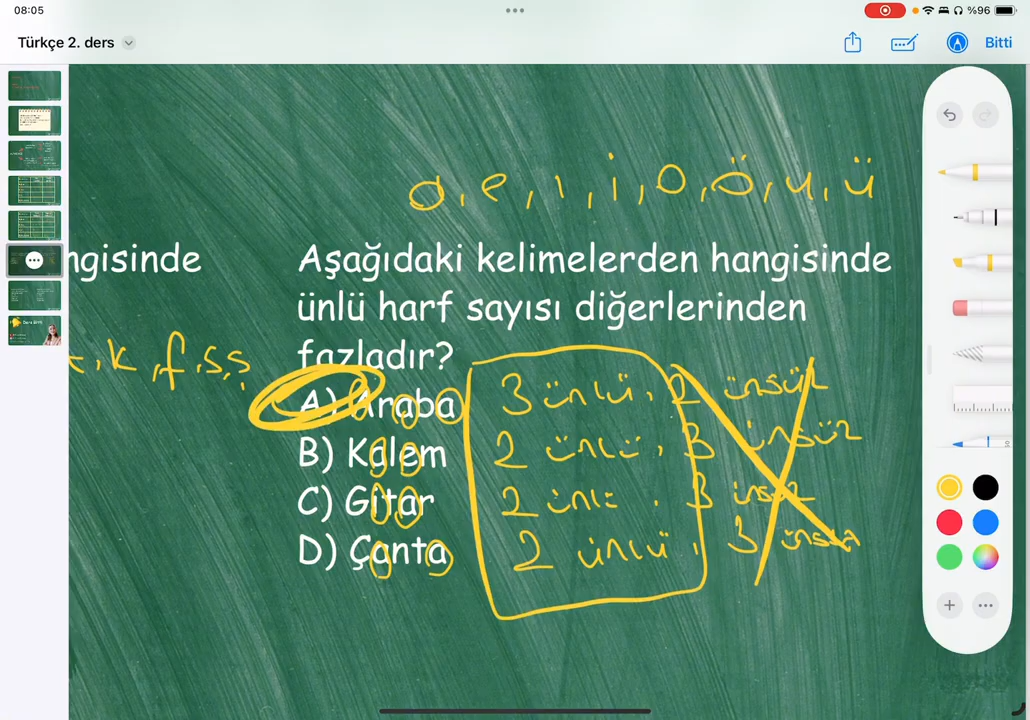 08:05
%96
Türkçe 2. ders
Bitti
a, e, ı, i, o, ö, u, ü
ngisinde
Aşağıdaki kelimelerden hangisinde
ünlü harf sayısı diğerlerinden
fazladır?
, k, f, s, ş
A) Araba 3 ünlü, 2 ünsüz
B) Kalem 2 ünlü, 3 ünsüz
C) Gitar 2 ünlü, 3 ünsüz
D) Çanta 2 ünlü, 3 ünsüz